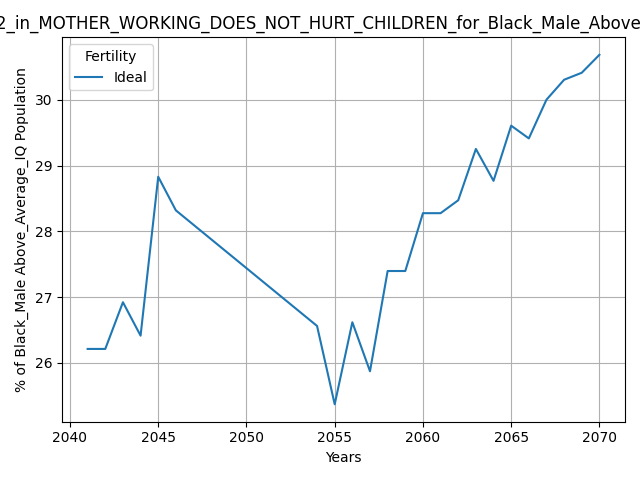 2_in_MOTHER_WORKING_DOES_NOT_HURT_CHILDREN_for_Black_Male_Above
Fertility
Ideal
% of Black_Male Above_Average_IQ Population
30
29
28
27
26
2040 2045 2050 2055 2060 2065 2070
Years